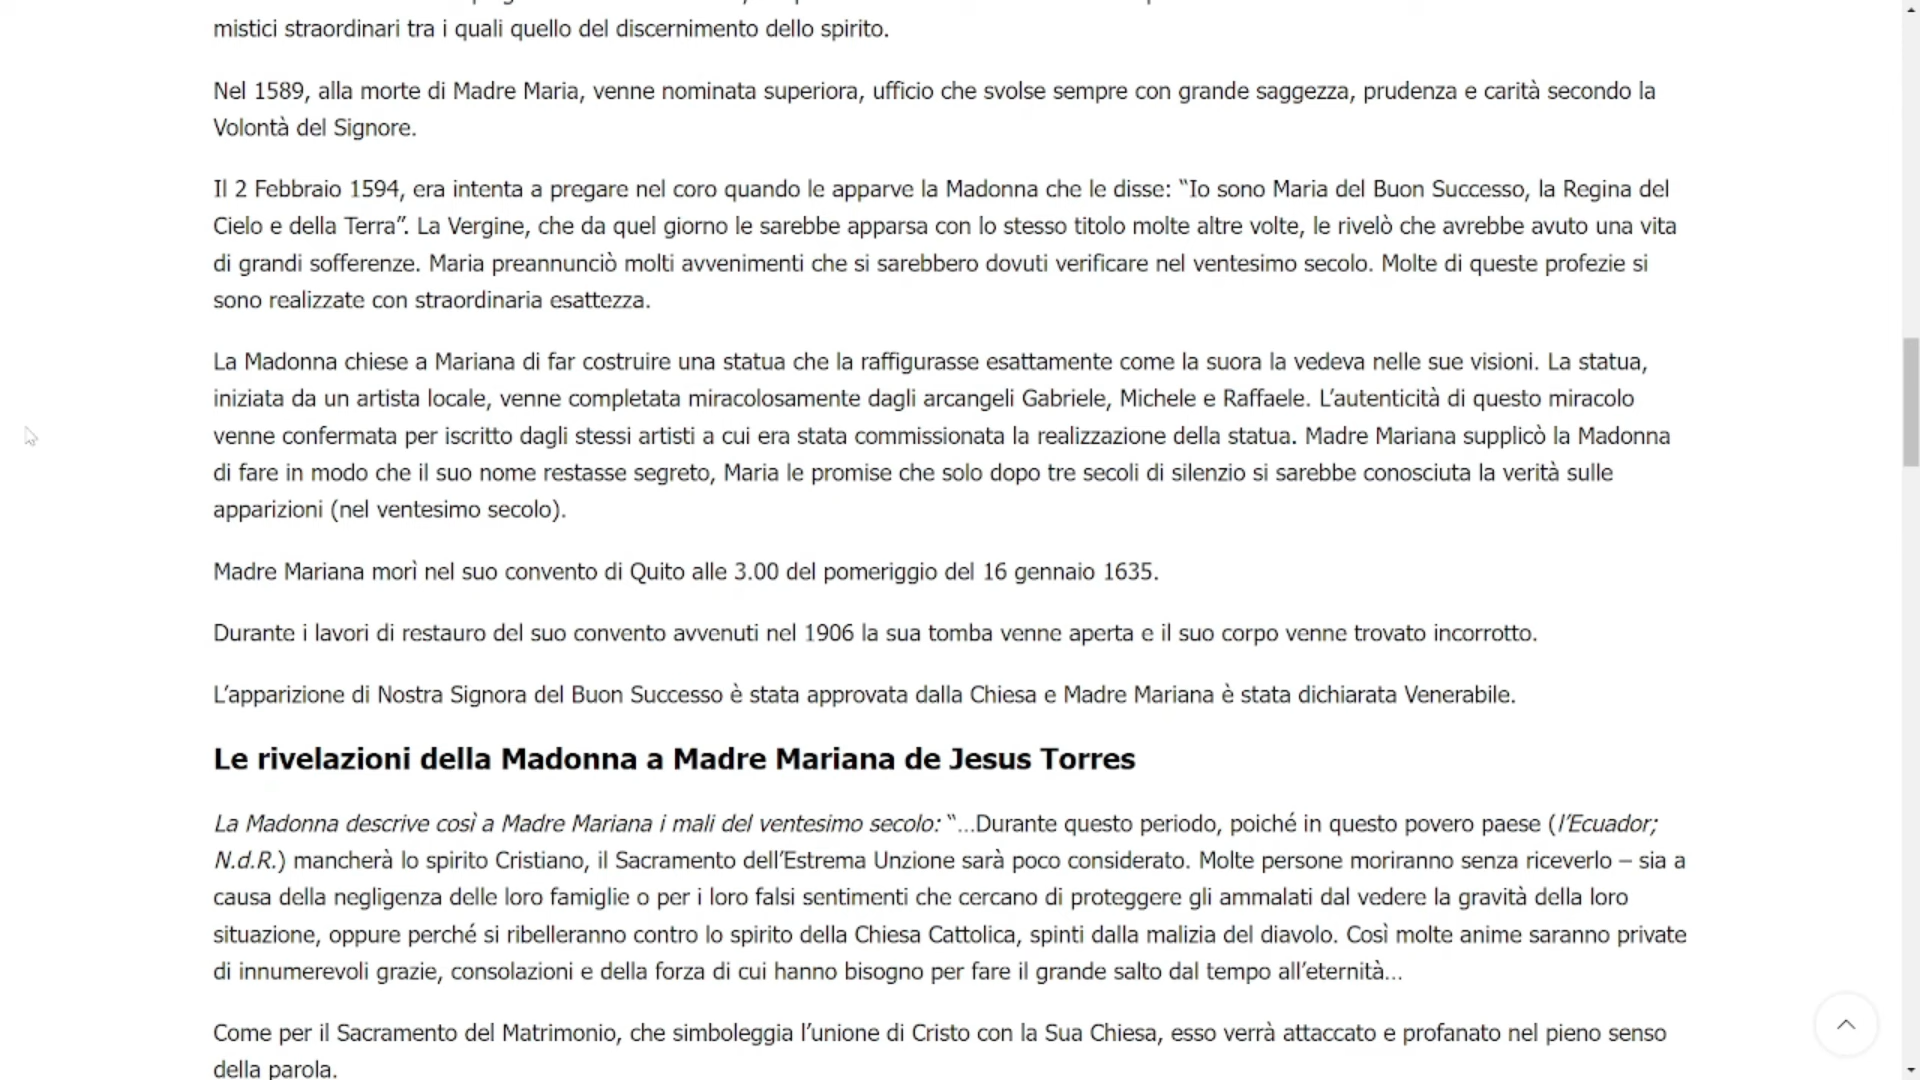 mistici straordinari tra i quali quello del discernimento dello spirito.
Nel 1589, alla morte di Madre Maria, venne nominata superiora, ufficio che svolse sempre con grande saggezza, prudenza e carità secondo la
Volontà del Signore.
Il 2 Febbraio 1594, era intenta a pregare nel coro quando le apparve la Madonna che le disse: “Io sono Maria del Buon Successo, la Regina del
Cielo e della Terra”. La Vergine, che da quel giorno le sarebbe apparsa con lo stesso titolo molte altre volte, le rivelò che avrebbe avuto una vita
di grandi sofferenze. Maria preannunciò molti avvenimenti che si sarebbero dovuti verificare nel ventesimo secolo. Molte di queste profezie si
sono realizzate con straordinaria esattezza.
La Madonna chiese a Mariana di far costruire una statua che la raffigurasse esattamente come la suora la vedeva nelle sue visioni. La statua,
iniziata da un artista locale, venne completata miracolosamente dagli arcangeli Gabriele, Michele e Raffaele. L’autenticità di questo miracolo
venne confermata per iscritto dagli stessi artisti a cui era stata commissionata la realizzazione della statua. Madre Mariana supplicò la Madonna
di fare in modo che il suo nome restasse segreto, Maria le promise che solo dopo tre secoli di silenzio si sarebbe conosciuta la verità sulle
apparizioni (nel ventesimo secolo).
Madre Mariana morì nel suo convento di Quito alle 3.00 del pomeriggio del 16 gennaio 1635.
Durante i lavori di restauro del suo convento avvenuti nel 1906 la sua tomba venne aperta e il suo corpo venne trovato incorrotto.
L’apparizione di Nostra Signora del Buon Successo è stata approvata dalla Chiesa e Madre Mariana è stata dichiarata Venerabile.
Le rivelazioni della Madonna a Madre Mariana de Jesus Torres
La Madonna descrive così a Madre Mariana i mali del ventesimo secolo: “…Durante questo periodo, poiché in questo povero paese (l’Ecuador;
N.d.R.) mancherà lo spirito Cristiano, il Sacramento dell’Estrema Unzione sarà poco considerato. Molte persone moriranno senza riceverlo – sia a
causa della negligenza delle loro famiglie o per i loro falsi sentimenti che cercano di proteggere gli ammalati dal vedere la gravità della loro
situazione, oppure perché si ribelleranno contro lo spirito della Chiesa Cattolica, spinti dalla malizia del diavolo. Così molte anime saranno private
di innumerevoli grazie, consolazioni e della forza di cui hanno bisogno per fare il grande salto dal tempo all’eternità…
Come per il Sacramento del Matrimonio, che simboleggia l’unione di Cristo con la Sua Chiesa, esso verrà attaccato e profanato nel pieno senso
della parola.